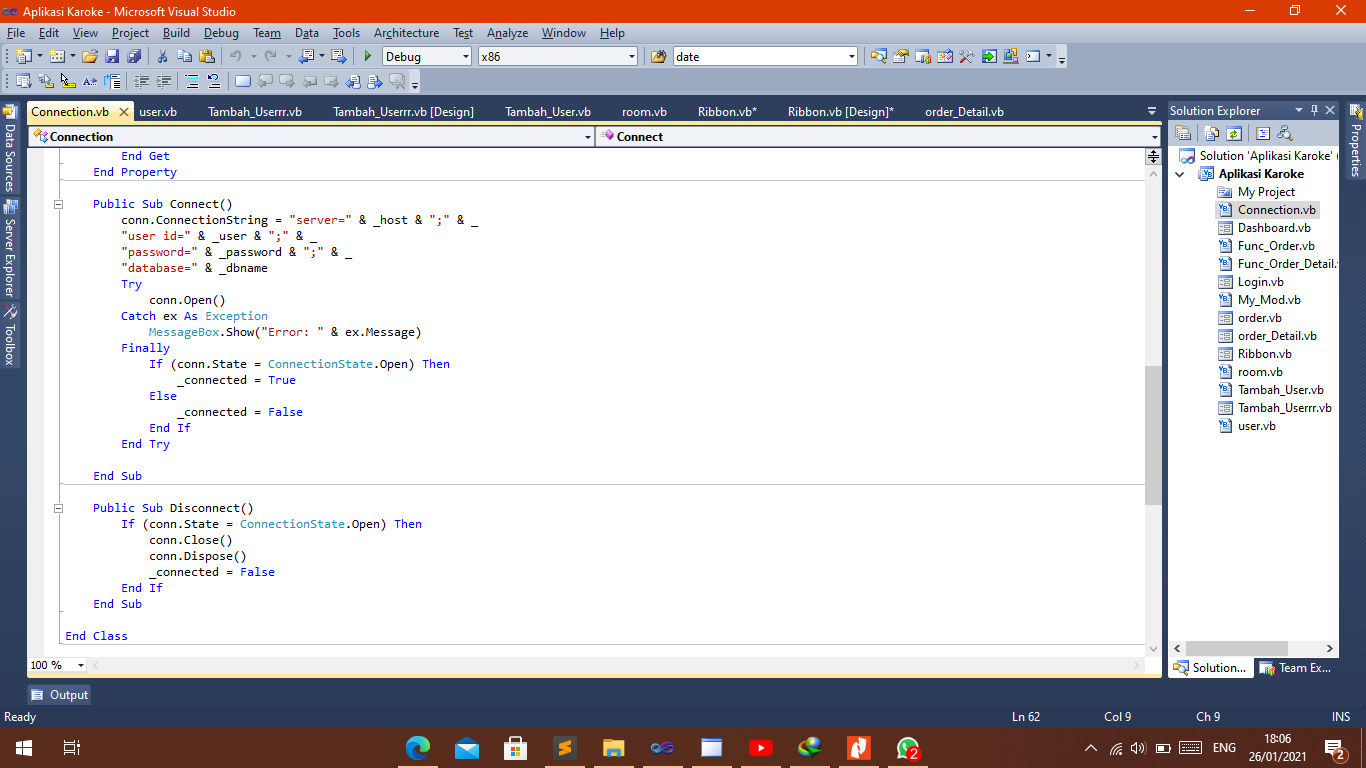 Aplikasi Karoke - Microsoft Visual Studio
File Edit View Project Build Debug Team Data Tools Architecture Test Analyze Window Help
Debug x86 date
Connection.vb user.vb Tambah_Userrr.vb Tambah_Userrr.vb [Design] Tambah_User.vb room.vb Ribbon.vb* Ribbon.vb [Design]* order_Detail.vb
Connection Connect
End Get
End Property
Public Sub Connect()
conn.ConnectionString = "server=" & _host & ";" & _
"user id=" & _user & ";" & _
"password=" & _password & ";" & _
"database=" & _dbname
Try
conn.Open()
Catch ex As Exception
MessageBox.Show("Error: " & ex.Message)
Finally
If (conn.State = ConnectionState.Open) Then
_connected = True
Else
_connected = False
End If
End Try
End Sub
Public Sub Disconnect()
If (conn.State = ConnectionState.Open) Then
conn.Close()
conn.Dispose()
_connected = False
End If
End Sub
End Class
100 %
Data Sources
Server Explorer
Toolbox
Solution Explorer
Solution 'Aplikasi Karoke' (
Aplikasi Karoke
My Project
Connection.vb
Dashboard.vb
Func_Order.vb
Func_Order_Detail.
Login.vb
My_Mod.vb
order.vb
order_Detail.vb
Ribbon.vb
room.vb
Tambah_User.vb
Tambah_Userrr.vb
user.vb
Solution... Team Ex...
Properties
Output
Ready Ln 62 Col 9 Ch 9 INS
ENG 18:06
26/01/2021
2
2